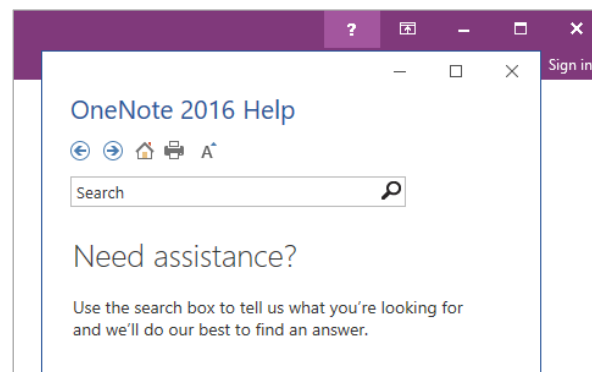 ?
Sign in
OneNote 2016 Help
A
Search
Need assistance?
Use the search box to tell us what you’re looking for
and we’ll do our best to find an answer.